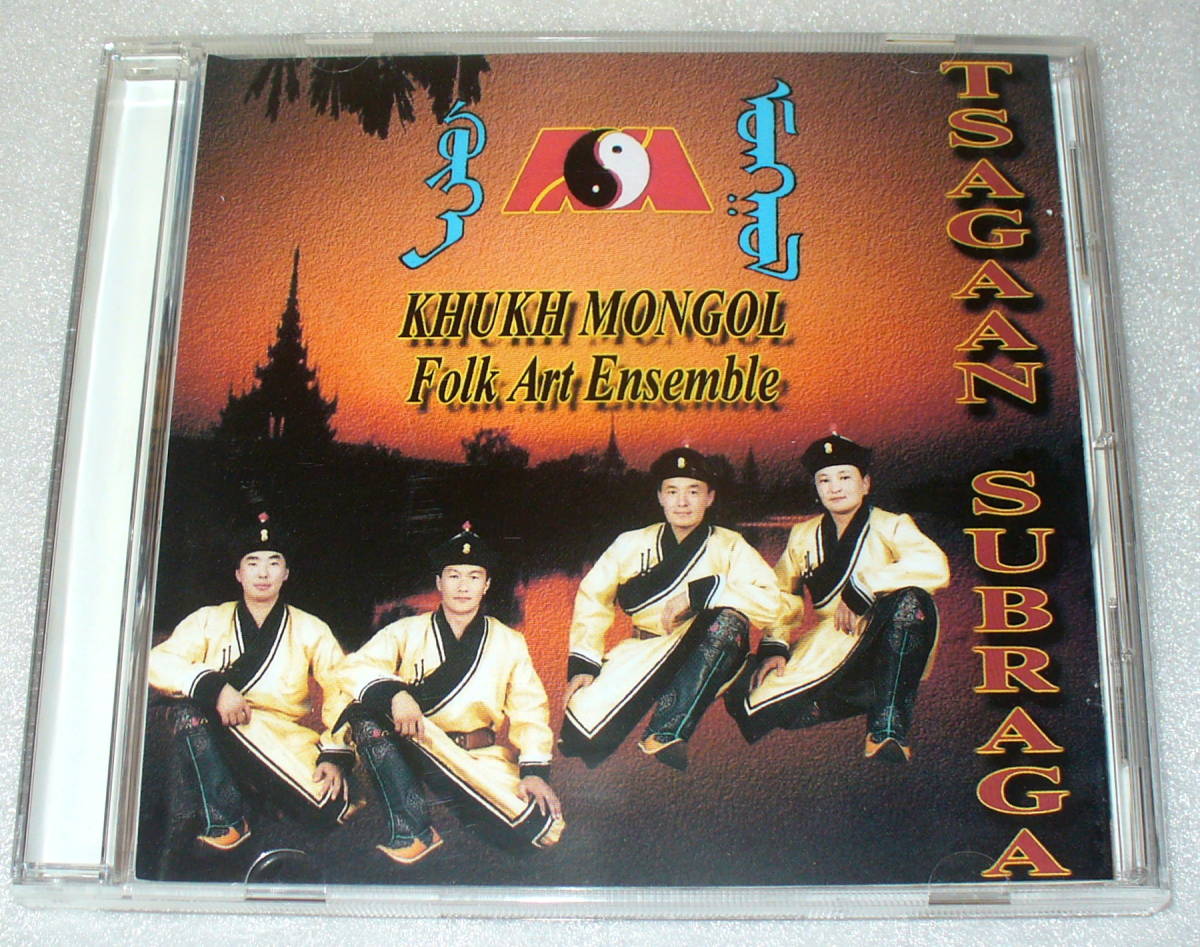 KHUKH MONGOL
Folk Art Ensemble
TSAGAAN SUBRAGA